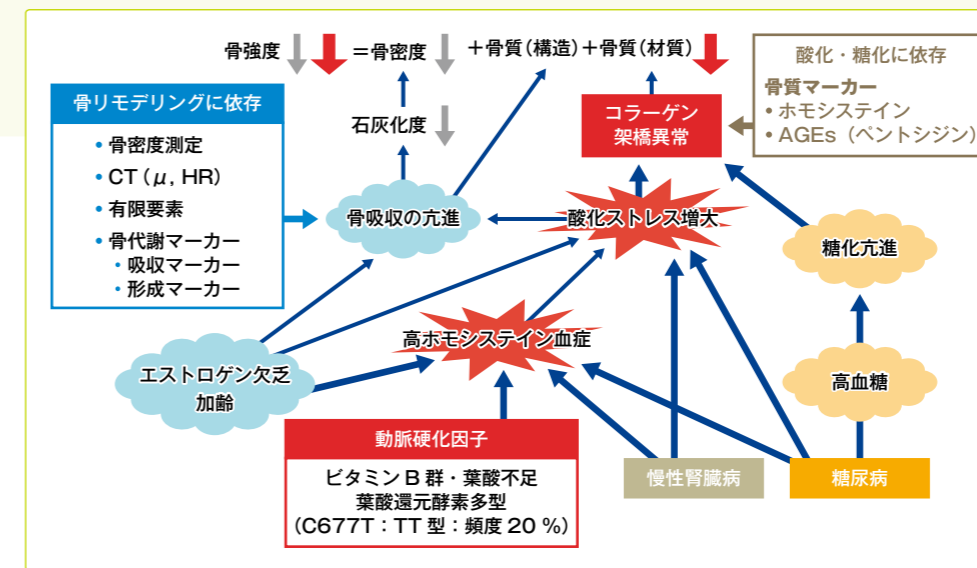 骨強度
=骨密度
+骨質(構造)+骨質(材質)
酸化・糖化に依存
骨質マーカー
• ホモシステイン
• AGEs(ペントシジン)
骨リモデリングに依存
• 骨密度測定
• CT(μ, HR)
• 有限要素
• 骨代謝マーカー
・吸収マーカー
・形成マーカー
石灰化度
コラーゲン
架橋異常
骨吸収の亢進
酸化ストレス増大
糖化亢進
高ホモシステイン血症
エストロゲン欠乏
加齢
高血糖
動脈硬化因子
ビタミンB群・葉酸不足
葉酸還元酵素多型
(C677T:TT型:頻度20%)
慢性腎臓病
糖尿病